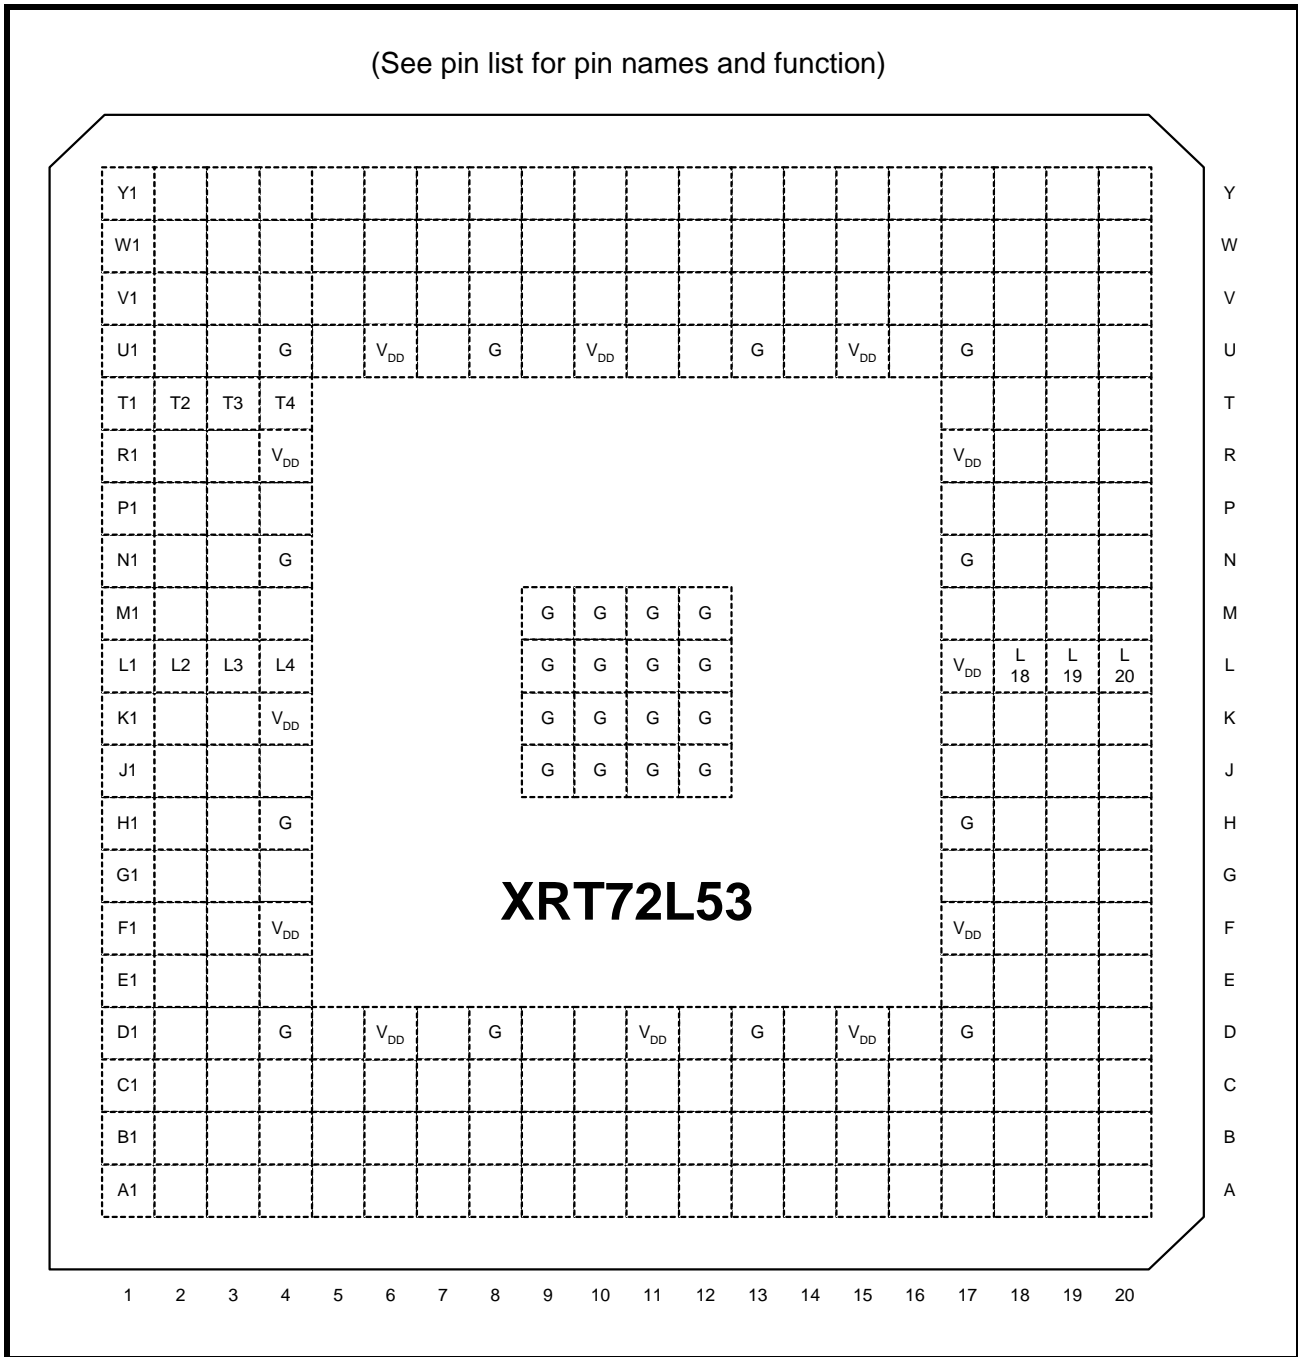 (See pin list for pin names and function)
Y1 Y
W1 W
V1 V
U1 G VDD G VDD G VDD G U
T1 T2 T3 T4 T
R1 VDD VDD R
P1 P
N1 G G N
M1 G G G G M
L1 L2 L3 L4 G G G G VDD L 18 L 19 L 20 L
K1 VDD G G G G K
J1 G G G G J
H1 G G H
G1 G
XRT72L53
F1 VDD VDD F
E1 E
D1 G VDD G VDD G VDD G D
C1 C
B1 B
A1 A
1 2 3 4 5 6 7 8 9 10 11 12 13 14 15 16 17 18 19 20